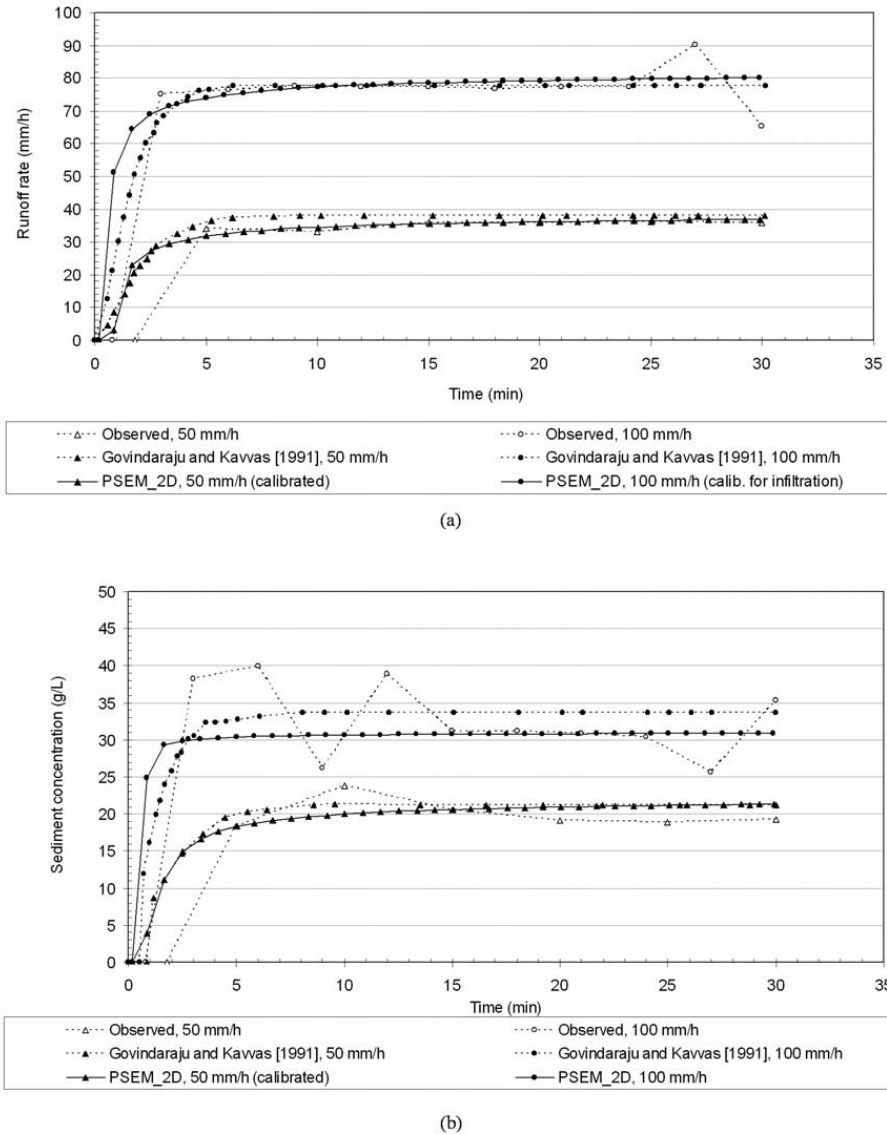 100
90
80
70
60
50
40
30
20
10
0
Runoff rate (mm/h)
0 5 10 15 20 25 30 35
Time (min)
Observed, 50 mm/h Observed, 100 mm/h
Govindaraju and Kavvas [1991], 50 mm/h Govindaraju and Kavvas [1991], 100 mm/h
PSEM_2D, 50 mm/h (calibrated) PSEM_2D, 100 mm/h (calib. for infiltration)
(a)
50
45
40
35
30
25
20
15
10
5
0
Sediment concentration (g/L)
0 5 10 15 20 25 30 35
Time (min)
Observed, 50 mm/h Observed, 100 mm/h
Govindaraju and Kavvas [1991], 50 mm/h Govindaraju and Kavvas [1991], 100 mm/h
PSEM_2D, 50 mm/h (calibrated) PSEM_2D, 100 mm/h
(b)